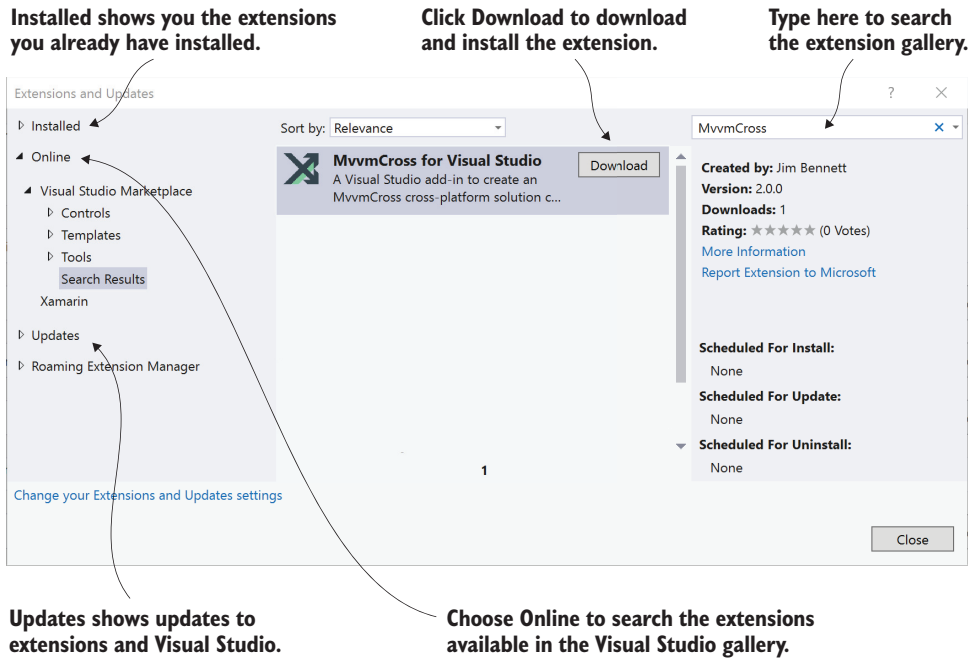 Installed shows you the extensions
you already have installed.
Click Download to download
and install the extension.
Type here to search
the extension gallery.
Extensions and Updates
?
Installed
Online
Visual Studio Marketplace
Controls
Templates
Tools
Search Results
Xamarin
Updates
Roaming Extension Manager
Change your Extensions and Updates settings
Sort by: Relevance
MvvmCross for Visual Studio
A Visual Studio add-in to create an
MvvmCross cross-platform solution c...
Download
1
MvvmCross
Created by: Jim Bennett
Version: 2.0.0
Downloads: 1
Rating: ★★★★★ (0 Votes)
More Information
Report Extension to Microsoft
Scheduled For Install:
None
Scheduled For Update:
None
Scheduled For Uninstall:
None
Close
Updates shows updates to
extensions and Visual Studio.
Choose Online to search the extensions
available in the Visual Studio gallery.